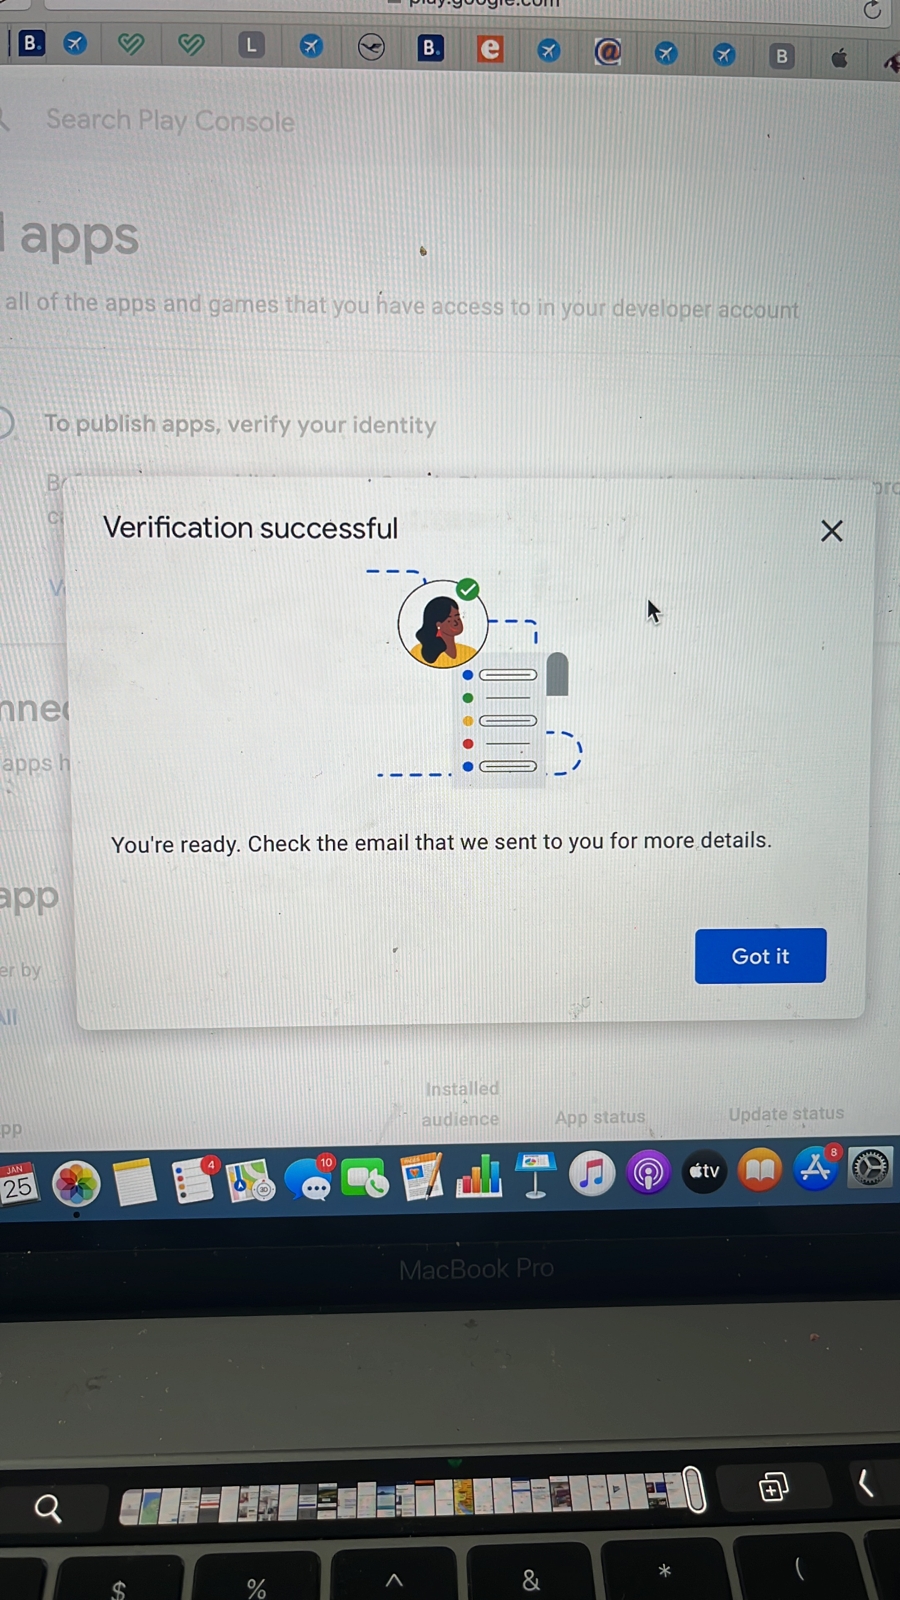 play.google.com
B.
L
B.
e
@
B
Search Play Console
apps
all of the apps and games that you have access to in your developer account
To publish apps, verify your identity
Verification successful
apps h
You're ready. Check the email that we sent to you for more details.
app
er by
Got it
All
Installed
audience
App status
Update status
pp
JAN
25
4
3D
10
tv
8
MacBook Pro
$
%
^
&
*
(